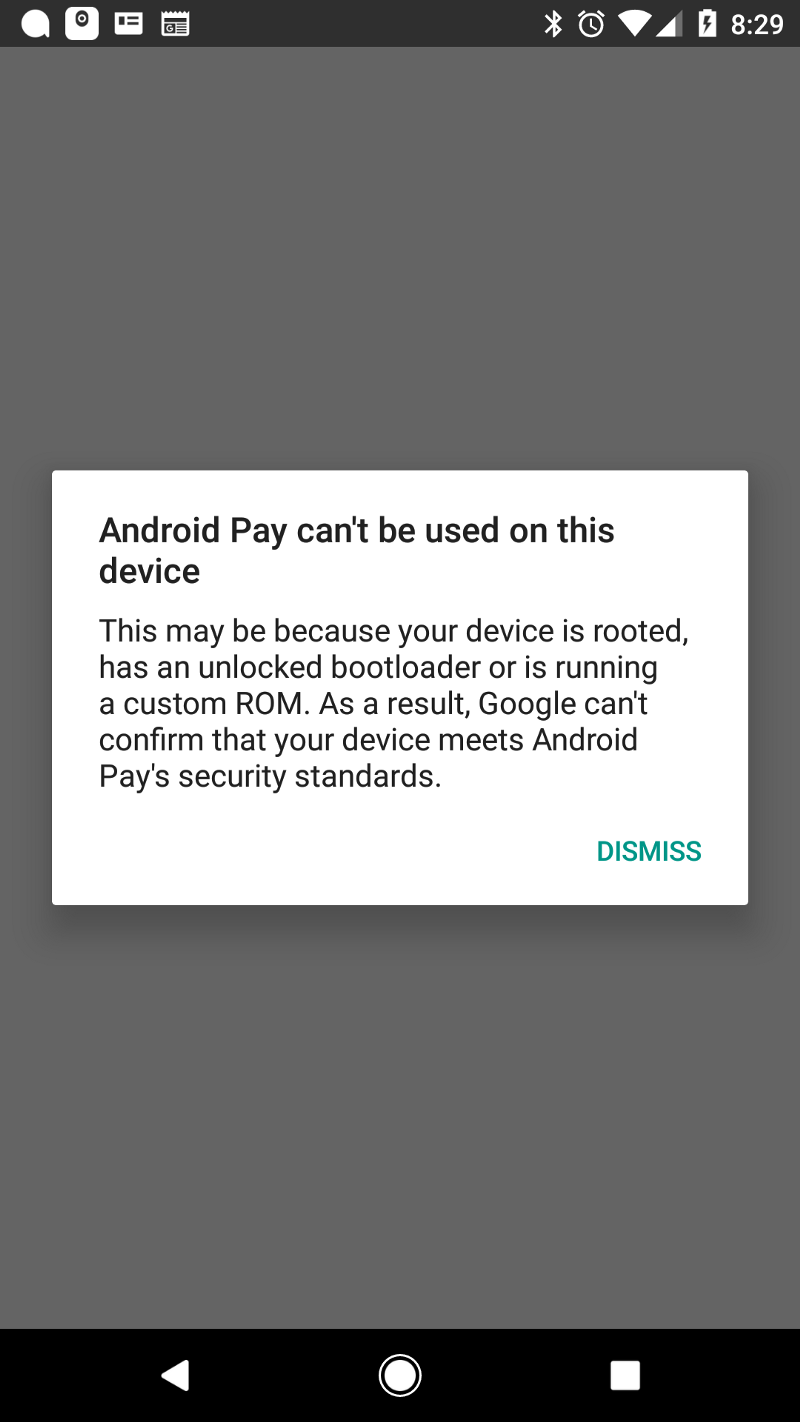 8:29
Android Pay can't be used on this
device
This may be because your device is rooted,
has an unlocked bootloader or is running
a custom ROM. As a result, Google can't
confirm that your device meets Android
Pay's security standards.
DISMISS